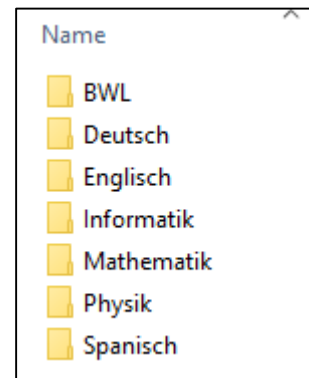 Name
BWL
Deutsch
Englisch
Informatik
Mathematik
Physik
Spanisch